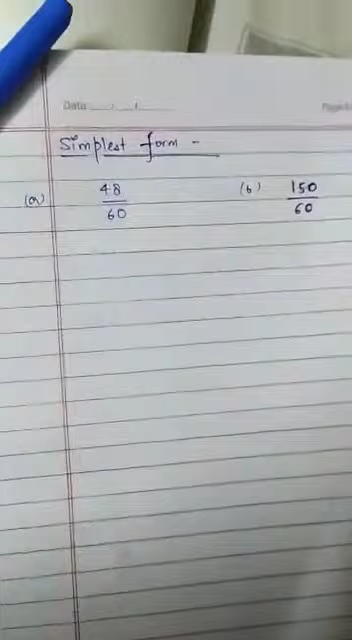 Date ....../....../............
Simplest form -
(a) 48/60 (b) 150/60